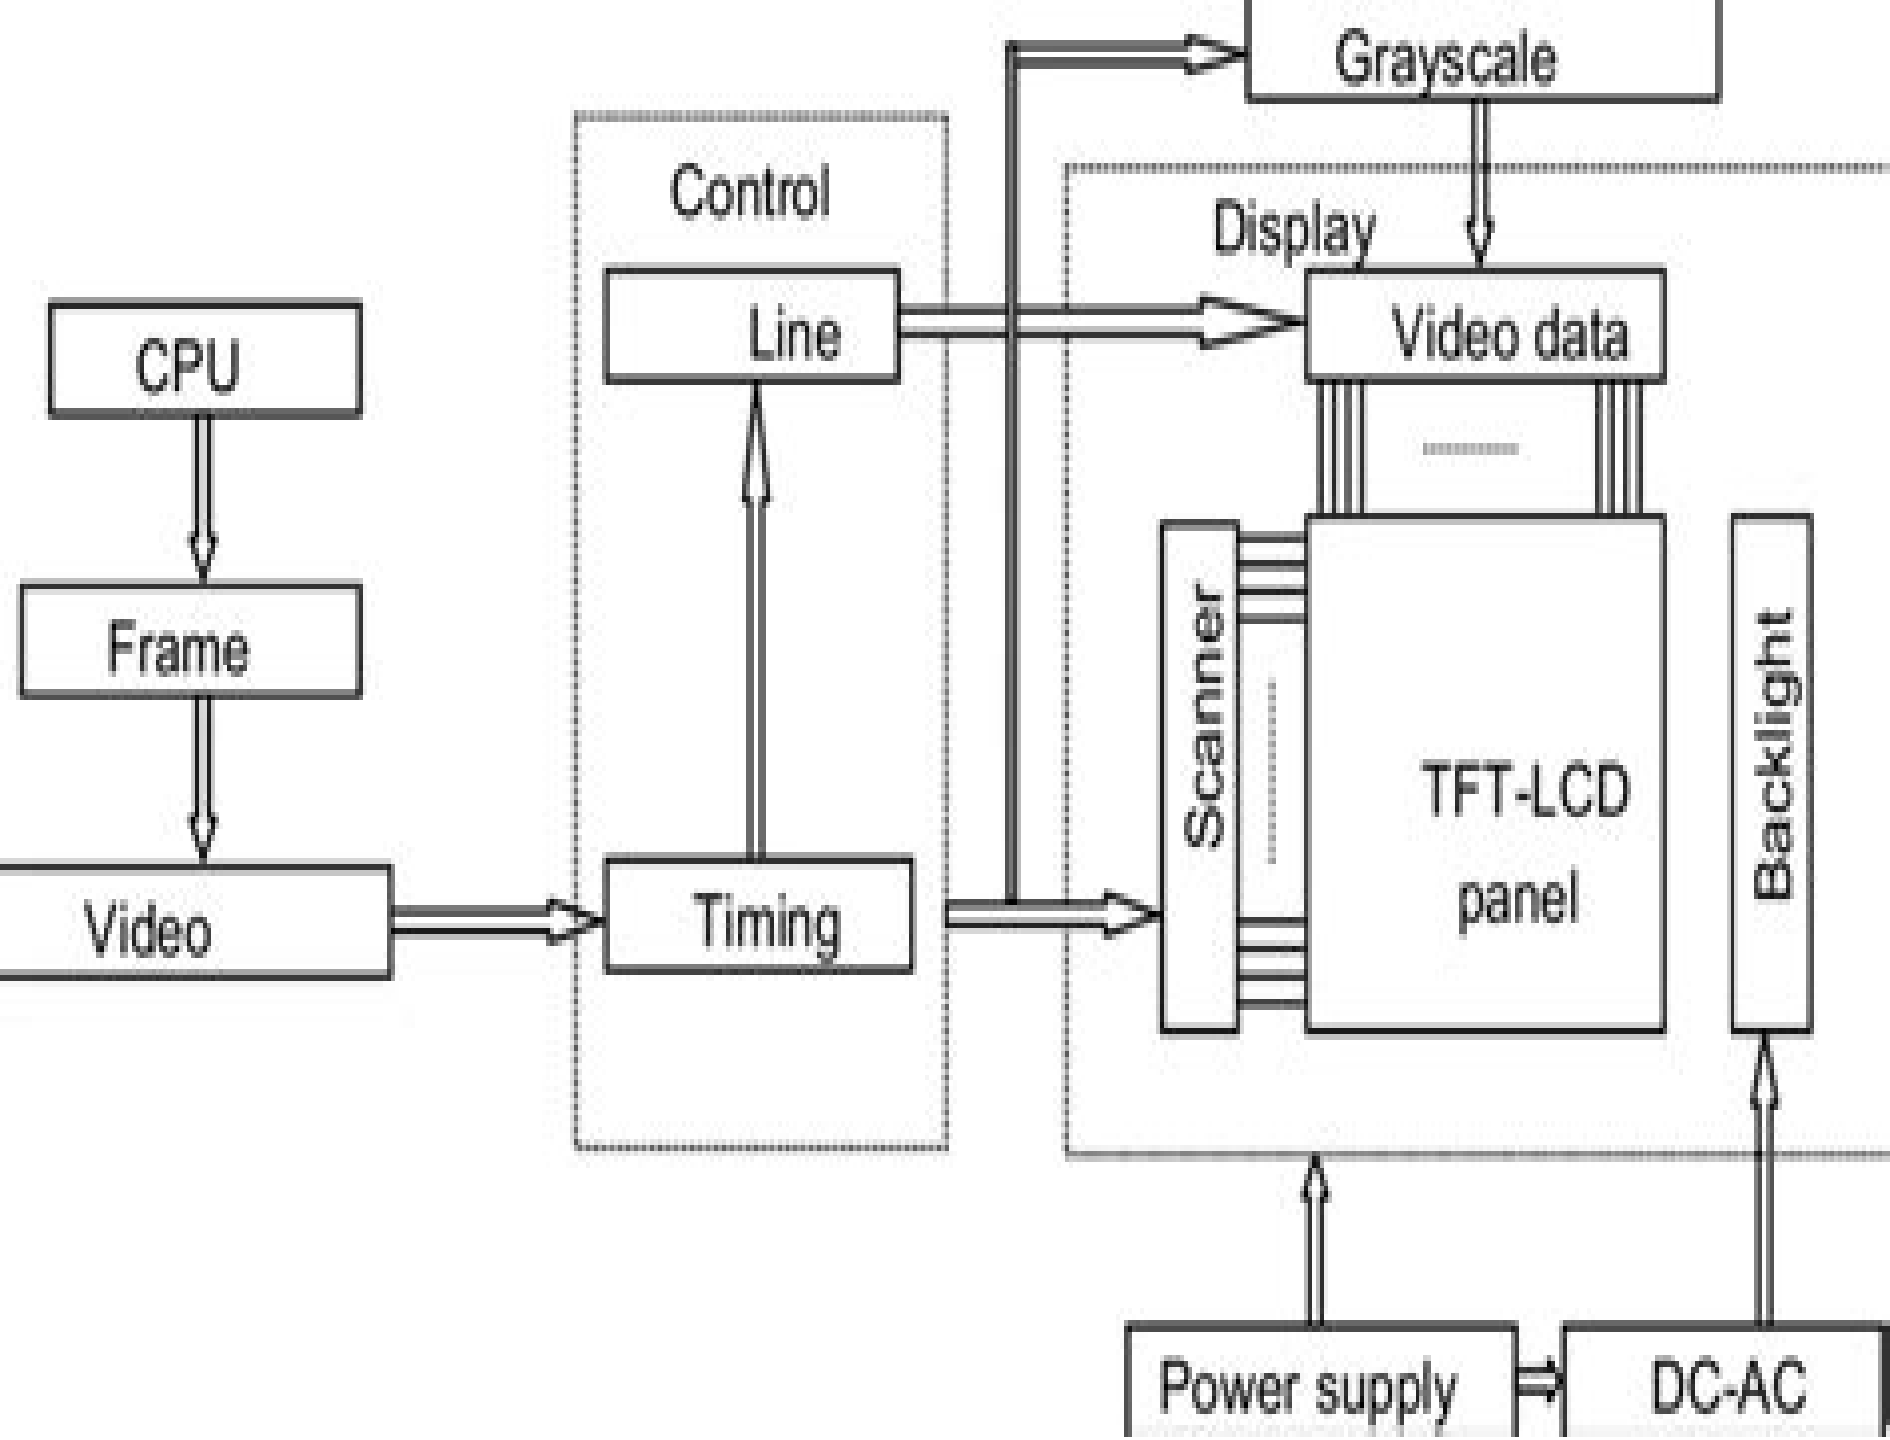 Grayscale
Control
Display
Line
Video data
CPU
Frame
Scanner
TFT-LCD
panel
Backlight
Video
Timing
Power supply
DC-AC